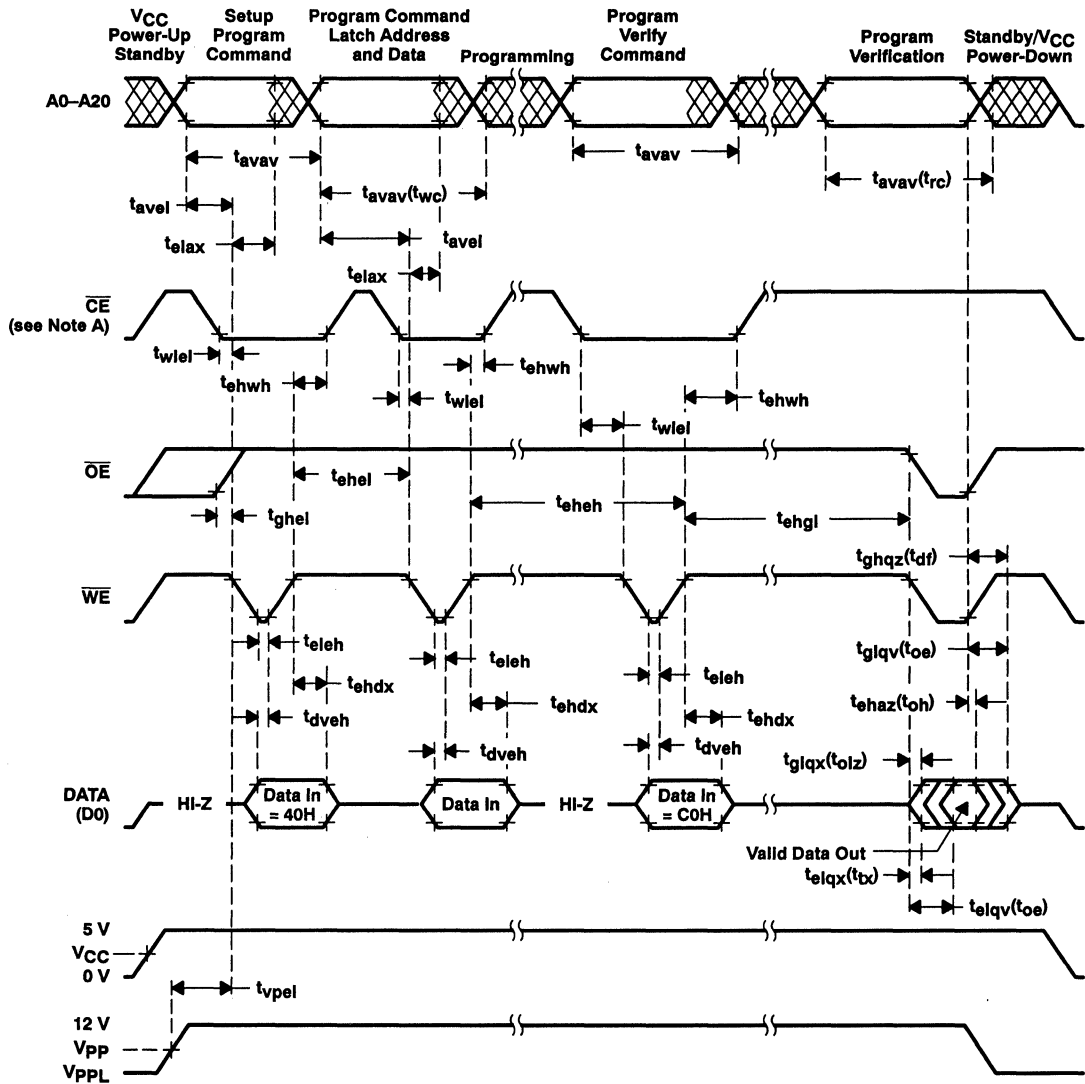 VCC
Power-Up
Standby
Setup
Program
Command
Program Command
Latch Address
and Data
Programming
Program
Verify
Command
Program
Verification
Standby/VCC
Power-Down
A0–A20
tavav
tavav(twc)
tavav
tavav(trc)
tavel
telax
tavel
telax
CE
(see Note A)
twlel
tehwh
twlel
tehwh
twlel
tehwh
OE
tghel
tehel
teheh
tehgl
tghqz(tdf)
WE
teleh
teleh
teleh
tglqv(toe)
tehdx
tehdx
tehdx
tehaz(toh)
tdveh
tdveh
tdveh
tglqx(tolz)
DATA
(D0)
HI-Z
Data In
= 40H
Data In
HI-Z
Data In
= C0H
Valid Data Out
telqx(ttx)
telqv(toe)
5 V
VCC
0 V
tvpel
12 V
VPP
VPPL